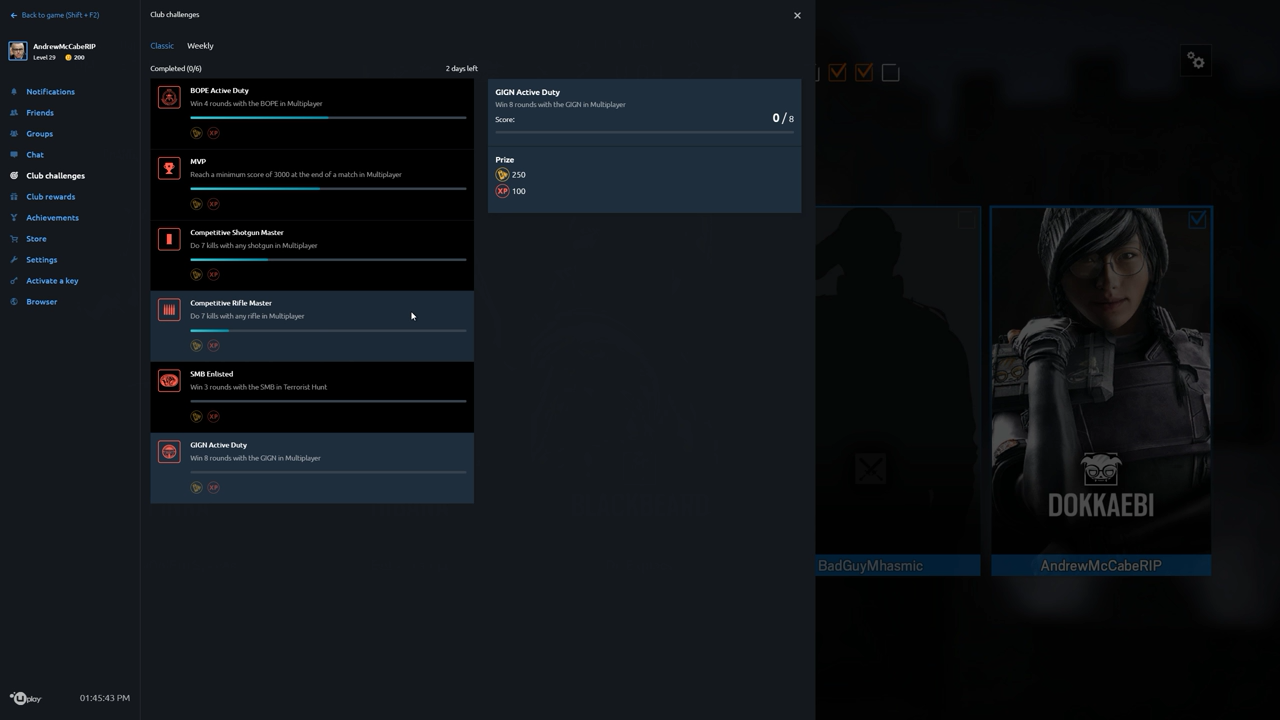 Back to game (Shift + F2)
AndrewMcCabeRIP
Level 29 200
Notifications
Friends
Groups
Chat
Club challenges
Club rewards
Achievements
Store
Settings
Activate a key
Browser
uplay 01:45:43 PM
Club challenges
Classic Weekly
Completed (0/6) 2 days left
BOPE Active Duty
Win 4 rounds with the BOPE in Multiplayer
XP
MVP
Reach a minimum score of 3000 at the end of a match in Multiplayer
XP
Competitive Shotgun Master
Do 7 kills with any shotgun in Multiplayer
XP
Competitive Rifle Master
Do 7 kills with any rifle in Multiplayer
XP
SMB Enlisted
Win 3 rounds with the SMB in Terrorist Hunt
XP
GIGN Active Duty
Win 8 rounds with the GIGN in Multiplayer
XP
GIGN Active Duty
Win 8 rounds with the GIGN in Multiplayer
Score: 0 / 8
Prize
250
XP 100
DOKKAEBI
BadGuyMhasmic
AndrewMcCabeRIP